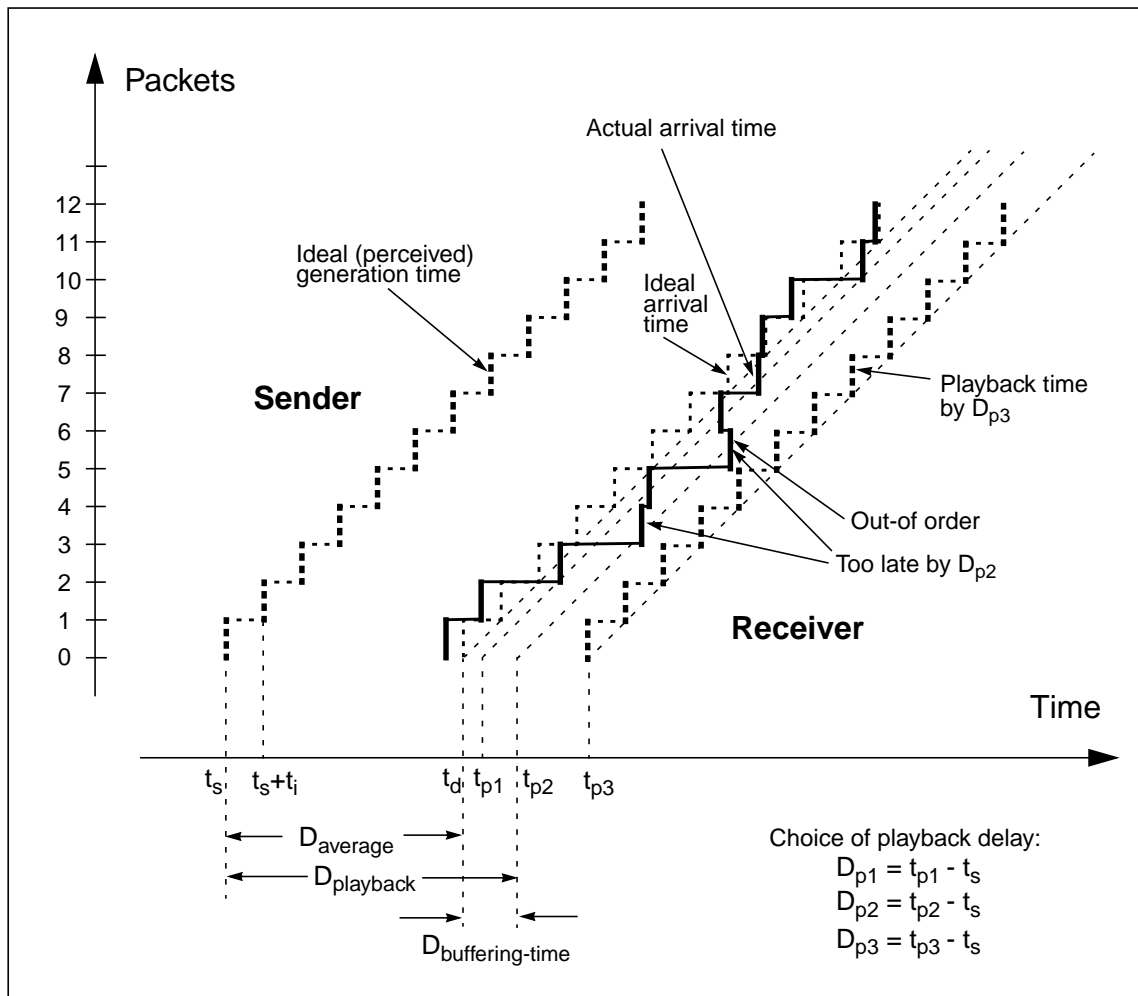 Packets
Actual arrival time
12
11
10
9
8
7
6
5
4
3
2
1
0
Ideal (perceived)
generation time
Ideal
arrival
time
Sender
Playback time
by Dp3
Out-of order
Too late by Dp2
Receiver
Time
ts
ts+ti
td
tp1
tp2
tp3
Daverage
Dplayback
Dbuffering-time
Choice of playback delay:
Dp1 = tp1 - ts
Dp2 = tp2 - ts
Dp3 = tp3 - ts